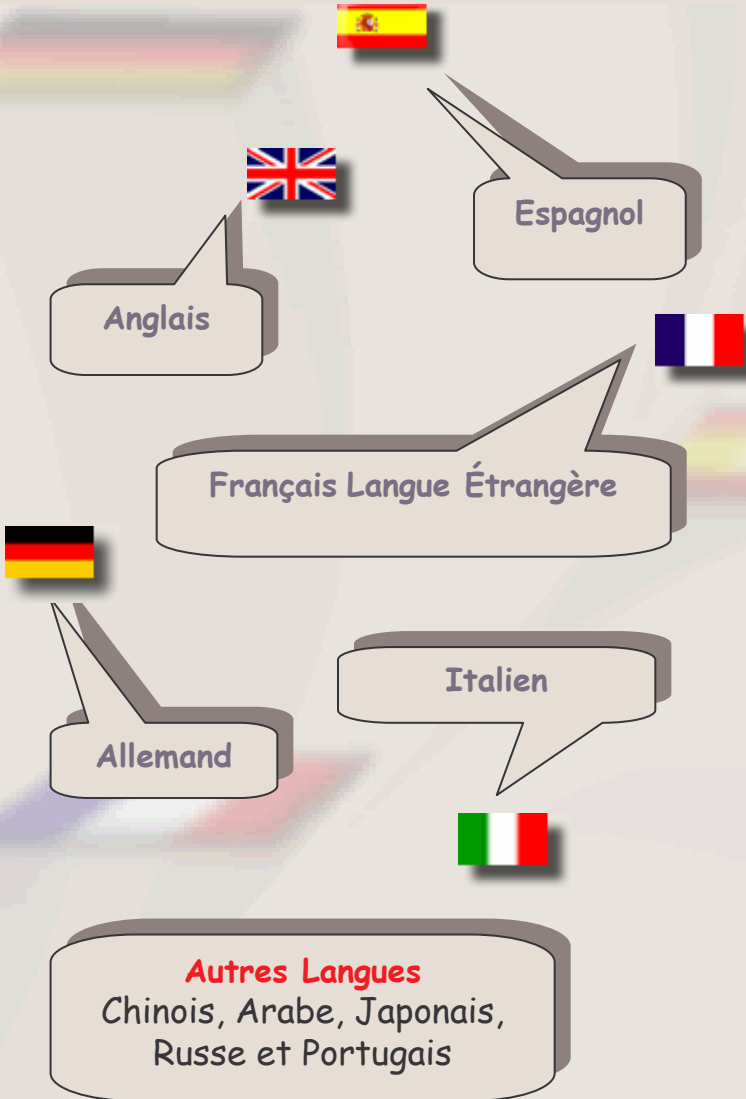 Espagnol
Anglais
Français Langue Étrangère
Italien
Allemand
Autres Langues
Chinois, Arabe, Japonais,
Russe et Portugais